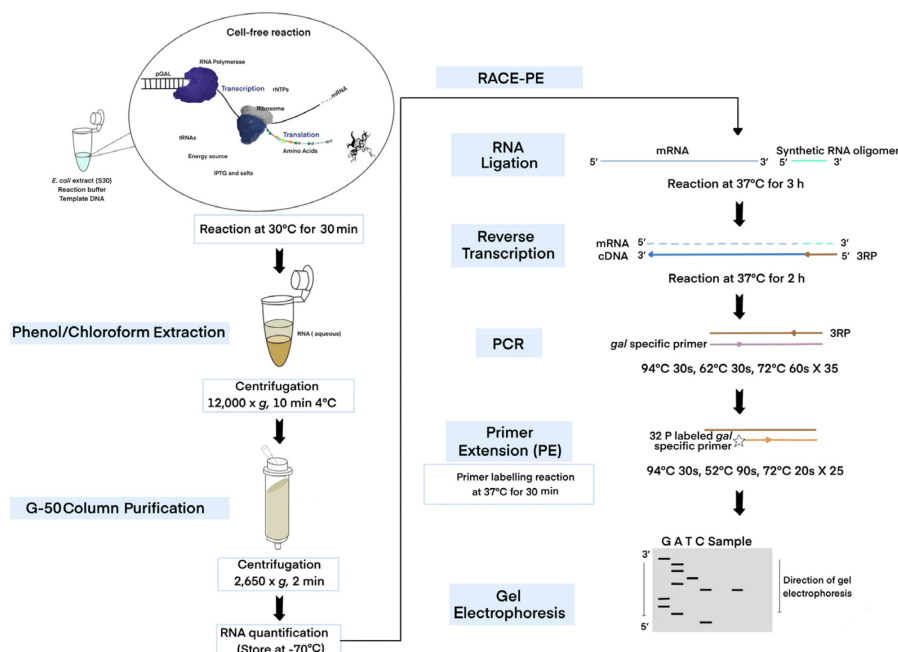 Cell-free reaction
RNA Polymerase
pGAL
Transcription
rNTPs
mRNA
Ribosome
Translation
tRNAs
Amino Acids
Energy source
IPTG and salts
E. coli extract (S30)
Reaction buffer
Template DNA
Reaction at 30°C for 30 min
Phenol/Chloroform Extraction
RNA ( aqueous)
Centrifugation
12,000 x g, 10 min 4°C
G-50 Column Purification
Centrifugation
2,650 x g, 2 min
RNA quantification
(Store at -70°C)
RACE-PE
RNA
Ligation
mRNA
Synthetic RNA oligomer
5′ 3′ 5′ 3′
Reaction at 37°C for 3 h
Reverse
Transcription
mRNA 5′ 3′
cDNA 3′ 5′ 3RP
Reaction at 37°C for 2 h
PCR
3RP
gal specific primer
94°C 30s, 62°C 30s, 72°C 60s X 35
Primer
Extension (PE)
32 P labeled gal
specific primer
Primer labelling reaction
at 37°C for 30 min
94°C 30s, 52°C 90s, 72°C 20s X 25
Gel
Electrophoresis
G A T C Sample
3′
5′
Direction of gel
electrophoresis